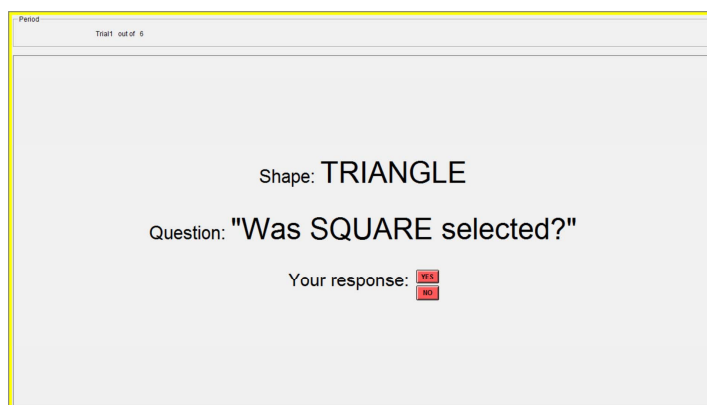 Period
Trial1 out of 6
Shape: TRIANGLE
Question: "Was SQUARE selected?"
Your response: YES
NO